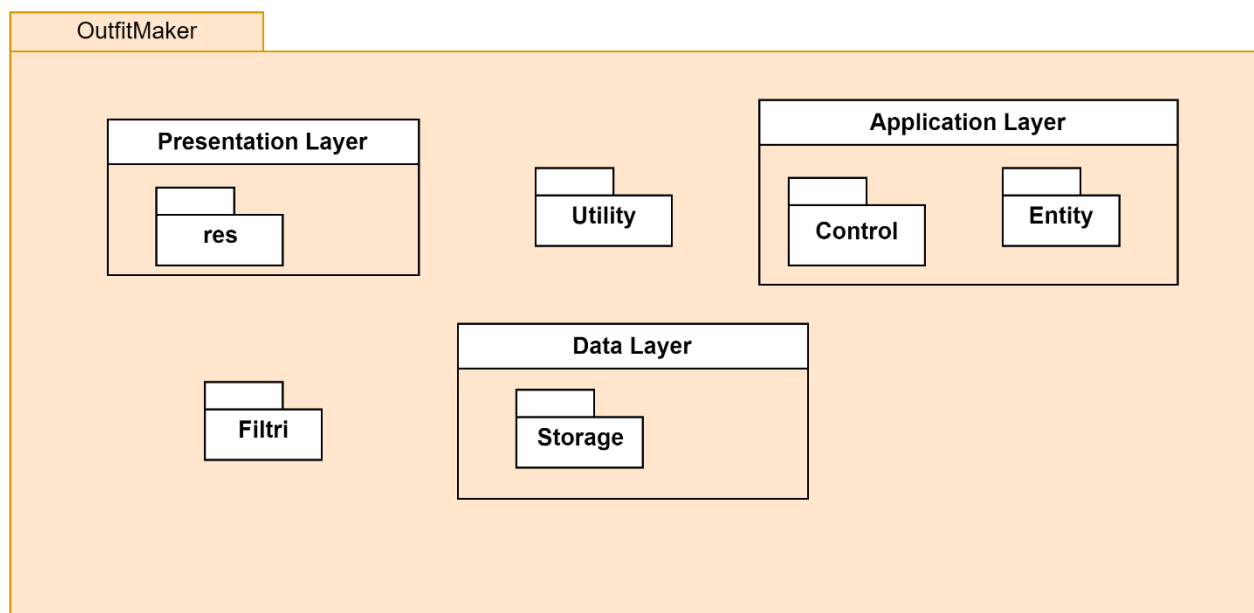 OutfitMaker
Presentation Layer
res
Utility
Application Layer
Control
Entity
Filtri
Data Layer
Storage